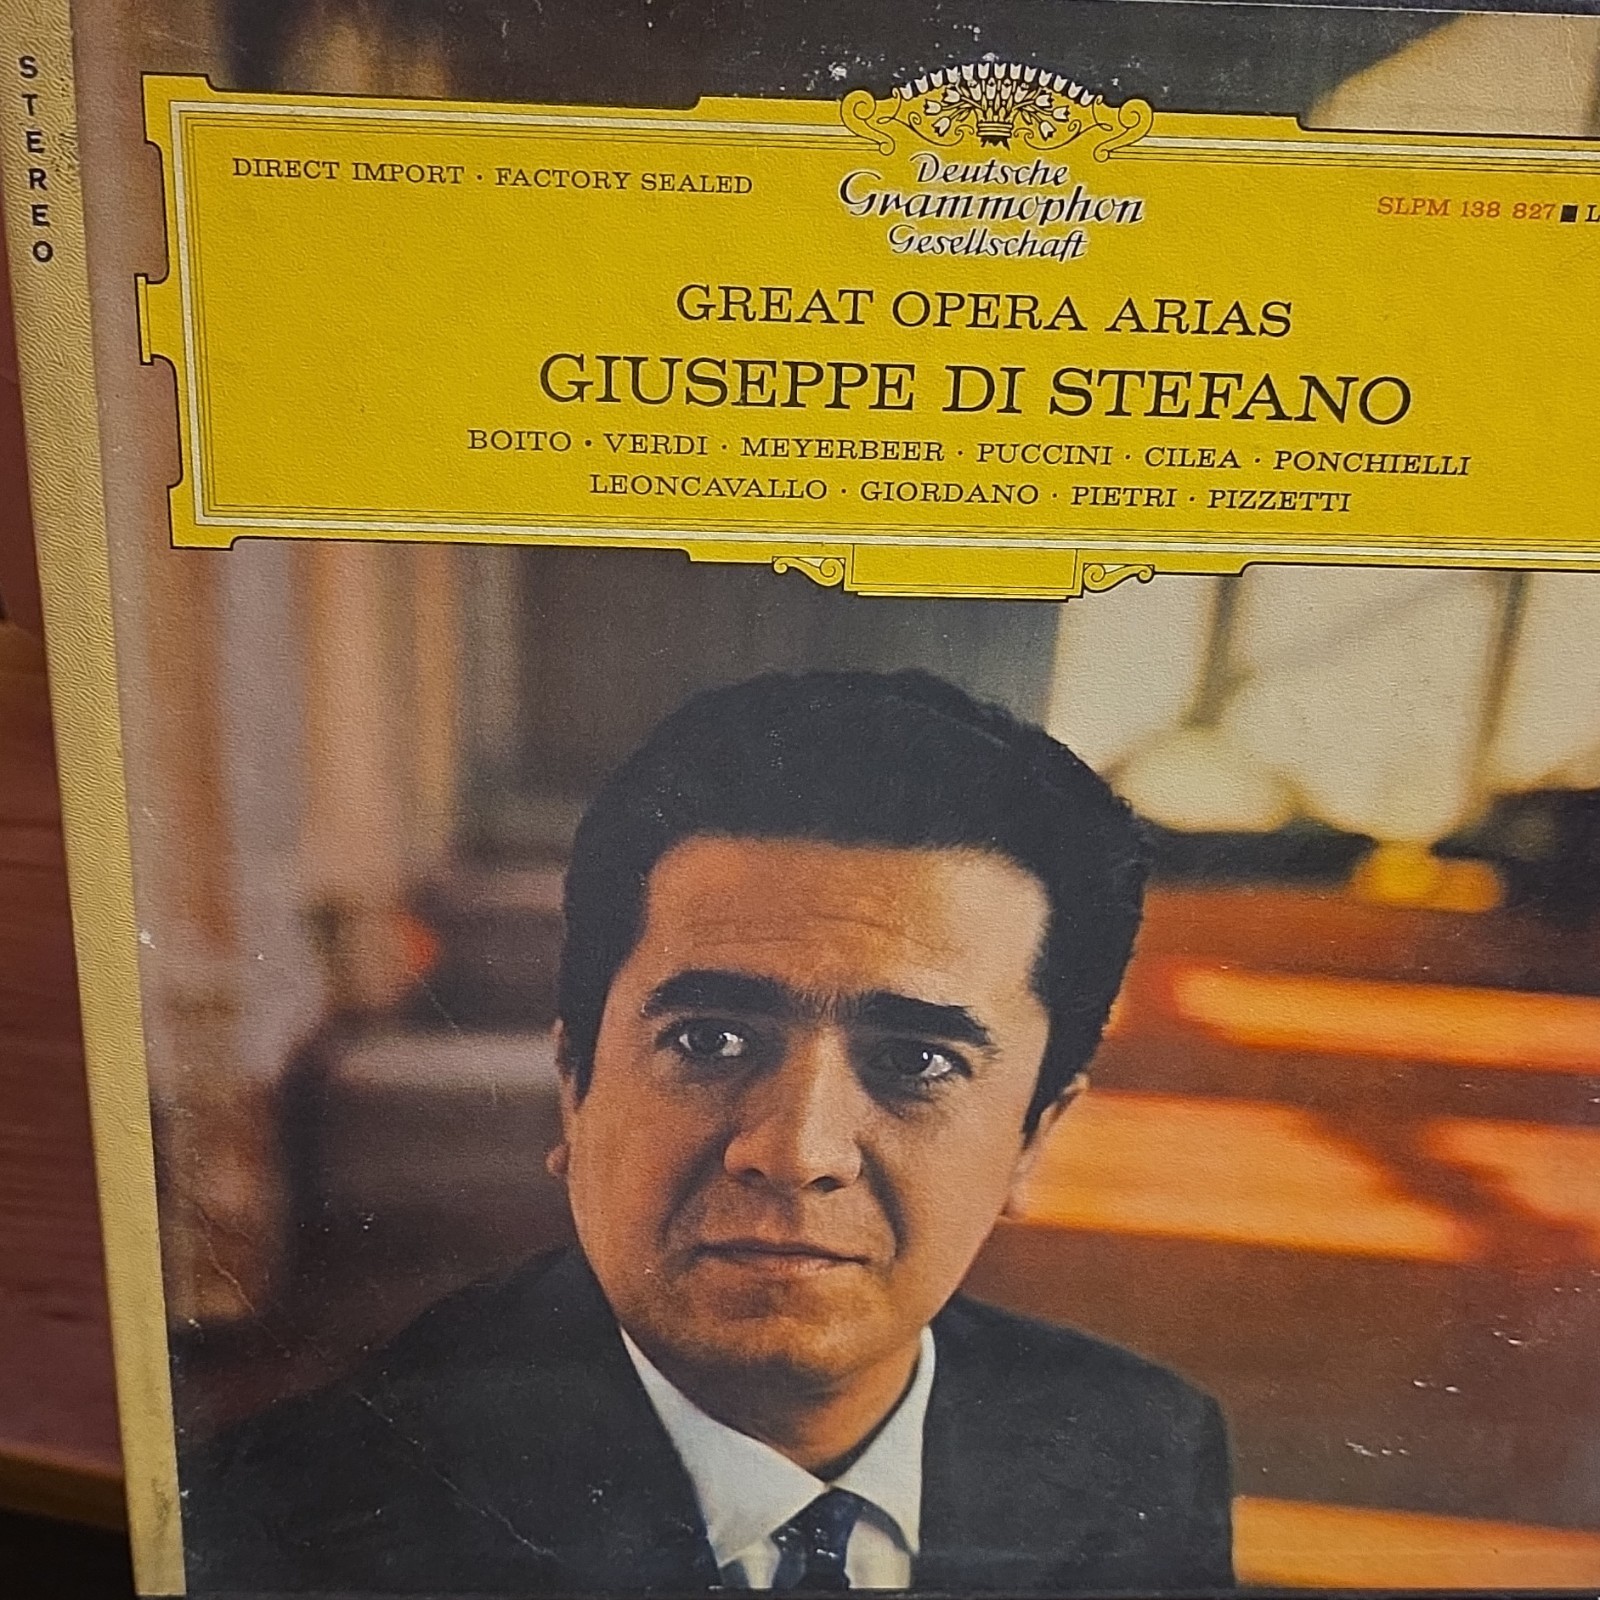 STEREO
DIRECT IMPORT · FACTORY SEALED
Deutsche
Grammophon
Gesellschaft
SLPM 138 827 ■ L
GREAT OPERA ARIAS
GIUSEPPE DI STEFANO
BOITO · VERDI · MEYERBEER · PUCCINI · CILEA · PONCHIELLI
LEONCAVALLO · GIORDANO · PIETRI · PIZZETTI